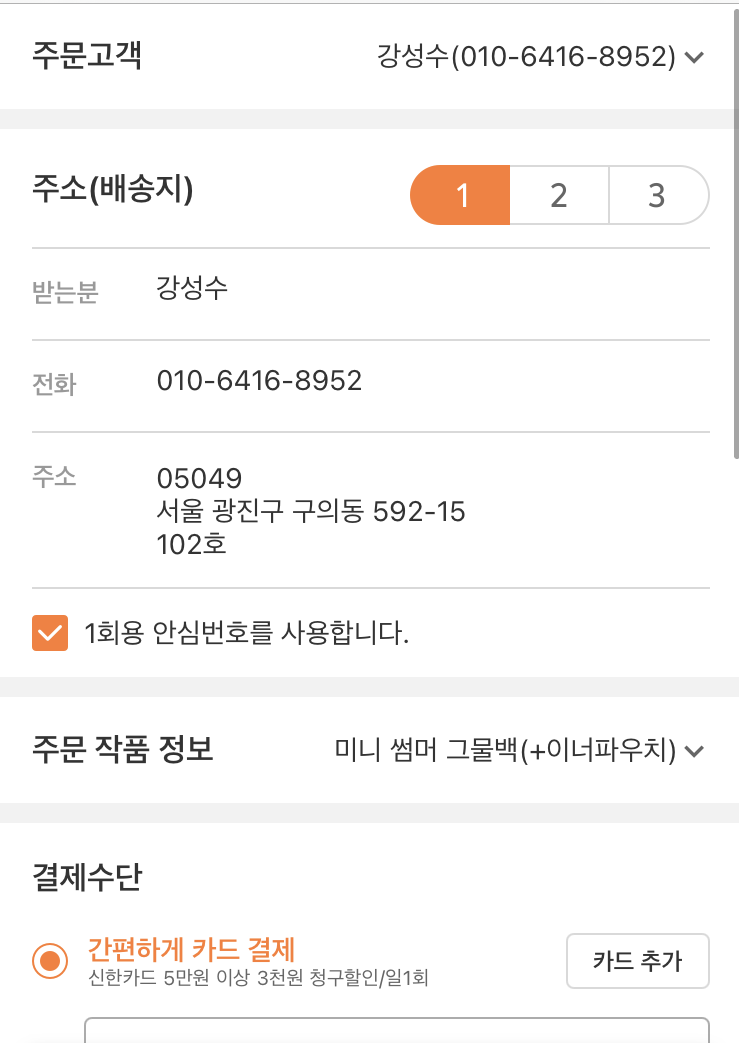 주문고객
강성수(010-6416-8952)
주소(배송지)
1 2 3
받는분 강성수
전화 010-6416-8952
주소 05049
서울 광진구 구의동 592-15
102호
1회용 안심번호를 사용합니다.
주문 작품 정보
미니 썸머 그물백(+이너파우치)
결제수단
간편하게 카드 결제
신한카드 5만원 이상 3천원 청구할인/일1회
카드 추가